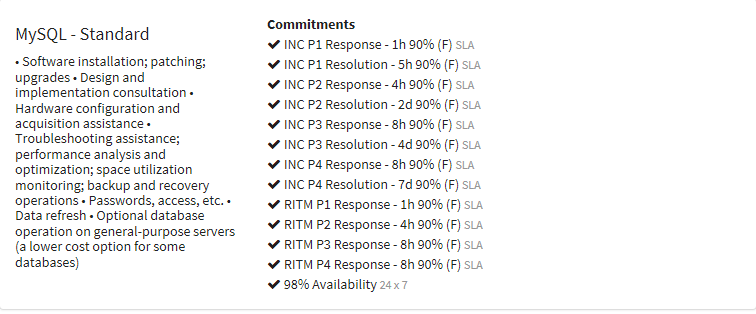 MySQL - Standard
• Software installation; patching;
upgrades • Design and
implementation consultation •
Hardware configuration and
acquisition assistance •
Troubleshooting assistance;
performance analysis and
optimization; space utilization
monitoring; backup and recovery
operations • Passwords, access, etc. •
Data refresh • Optional database
operation on general-purpose servers
(a lower cost option for some
databases)
Commitments
✔ INC P1 Response - 1h 90% (F) SLA
✔ INC P1 Resolution - 5h 90% (F) SLA
✔ INC P2 Response - 4h 90% (F) SLA
✔ INC P2 Resolution - 2d 90% (F) SLA
✔ INC P3 Response - 8h 90% (F) SLA
✔ INC P3 Resolution - 4d 90% (F) SLA
✔ INC P4 Response - 8h 90% (F) SLA
✔ INC P4 Resolution - 7d 90% (F) SLA
✔ RITM P1 Response - 1h 90% (F) SLA
✔ RITM P2 Response - 4h 90% (F) SLA
✔ RITM P3 Response - 8h 90% (F) SLA
✔ RITM P4 Response - 8h 90% (F) SLA
✔ 98% Availability 24 x 7